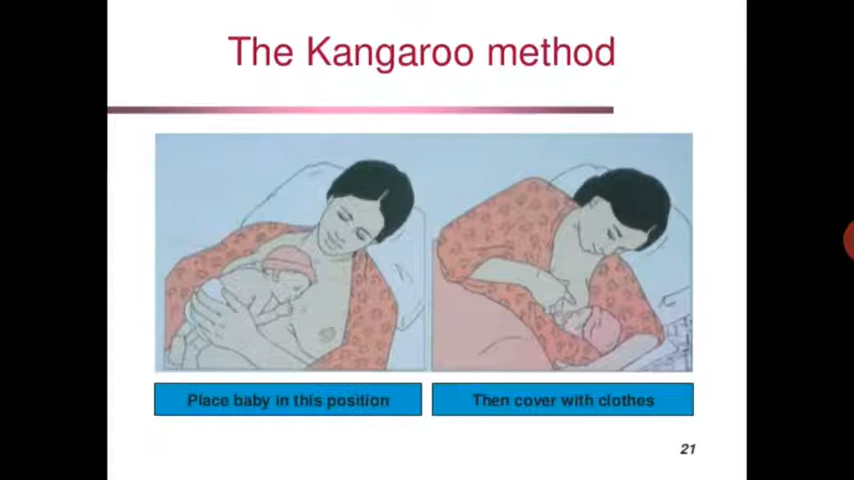 The Kangaroo method
Place baby in this position
Then cover with clothes
21